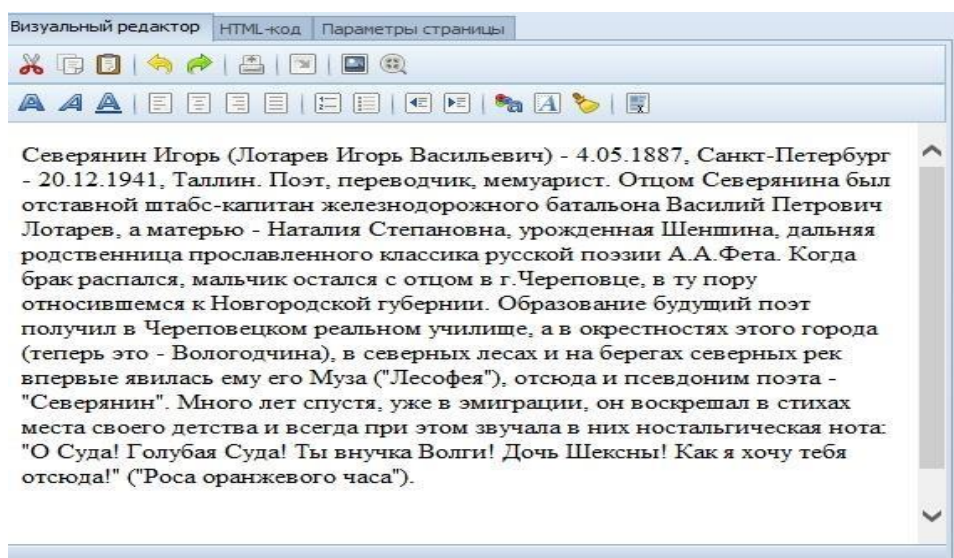 Визуальный редактор HTML-код Параметры страницы
Северянин Игорь (Лотарев Игорь Васильевич) - 4.05.1887, Санкт-Петербург
- 20.12.1941, Таллин. Поэт, переводчик, мемуарист. Отцом Северянина был
отставной штабс-капитан железнодорожного батальона Василий Петрович
Лотарев, а матерью - Наталия Степановна, урожденная Шеншина, дальняя
родственница прославленного классика русской поэзии А.А.Фета. Когда
брак распался, мальчик остался с отцом в г.Череповце, в ту пору
относившемся к Новгородской губернии. Образование будущий поэт
получил в Череповецком реальном училище, а в окрестностях этого города
(теперь это - Вологодчина), в северных лесах и на берегах северных рек
впервые явилась ему его Муза ("Лесофея"), отсюда и псевдоним поэта -
"Северянин". Много лет спустя, уже в эмиграции, он воскрешал в стихах
места своего детства и всегда при этом звучала в них ностальгическая нота:
"О Суда! Голубая Суда! Ты внучка Волги! Дочь Шексны! Как я хочу тебя
отсюда!" ("Роса оранжевого часа").